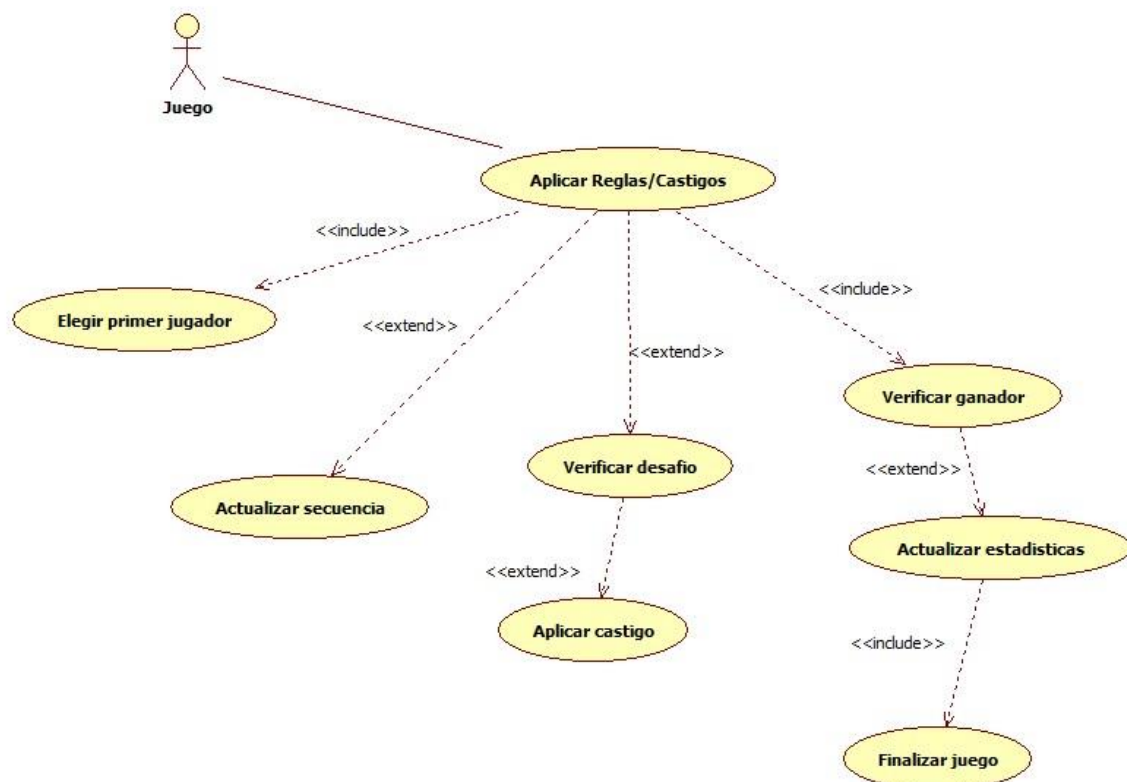 Juego
Aplicar Reglas/Castigos
<<include>>
Elegir primer jugador
<<extend>>
<<extend>>
<<include>>
Verificar ganador
Actualizar secuencia
Verificar desafio
<<extend>>
Actualizar estadisticas
<<extend>>
Aplicar castigo
<<include>>
Finalizar juego